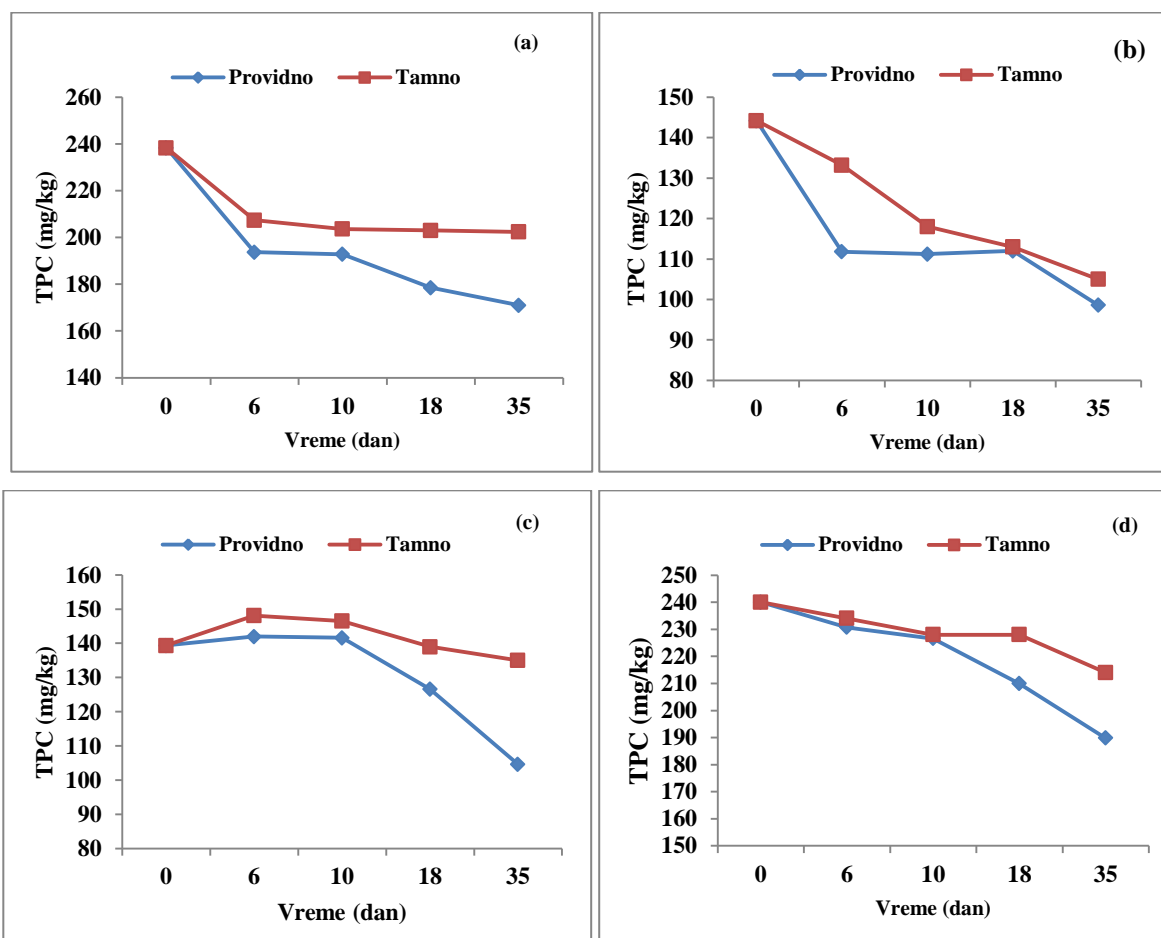 (a)
Providno Tamno
260
240
220
200
180
160
140
TPC (mg/kg)
0 6 10 18 35
Vreme (dan)
(b)
Providno Tamno
150
140
130
120
110
100
90
80
TPC (mg/kg)
0 6 10 18 35
Vreme (dan)
(c)
Providno Tamno
160
150
140
130
120
110
100
90
80
TPC (mg/kg)
0 6 10 18 35
Vreme (dan)
(d)
Providno Tamno
250
240
230
220
210
200
190
180
170
160
150
TPC (mg/kg)
0 6 10 18 35
Vreme (dan)